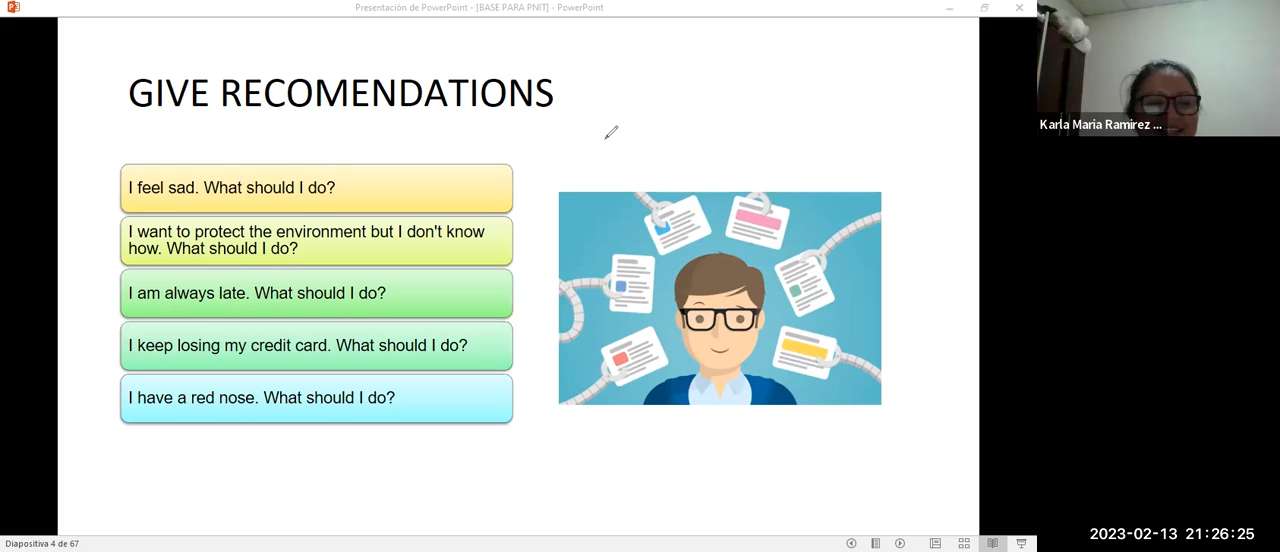 Presentación de PowerPoint - [BASE PARA PNIT] - PowerPoint
GIVE RECOMENDATIONS
I feel sad. What should I do?
I want to protect the environment but I don't know
how. What should I do?
I am always late. What should I do?
I keep losing my credit card. What should I do?
I have a red nose. What should I do?
Karla Maria Ramirez ...
Diapositiva 4 de 67
2023-02-13 21:26:25